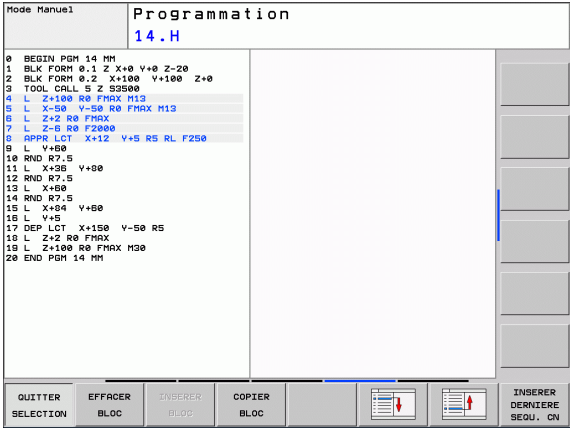 Mode Manuel
Programmation
14.H
0 BEGIN PGM 14 MM
1 BLK FORM 0.1 Z X+0 Y+0 Z-20
2 BLK FORM 0.2 X+100 Y+100 Z+0
3 TOOL CALL 5 Z S3500
4 L Z+100 R0 FMAX M13
5 L X-50 Y-50 R0 FMAX M13
6 L Z+2 R0 FMAX
7 L Z-6 R0 F2000
8 APPR LCT X+12 Y+5 R5 RL F250
9 L Y+60
10 RND R7.5
11 L X+36 Y+80
12 RND R7.5
13 L X+60
14 RND R7.5
15 L X+84 Y+60
16 L Y+5
17 DEP LCT X+150 Y-50 R5
18 L Z+2 R0 FMAX
19 L Z+100 R0 FMAX M30
20 END PGM 14 MM
QUITTER SELECTION
EFFACER BLOC
INSERER BLOC
COPIER BLOC
INSERER DERNIERE SEQU. CN